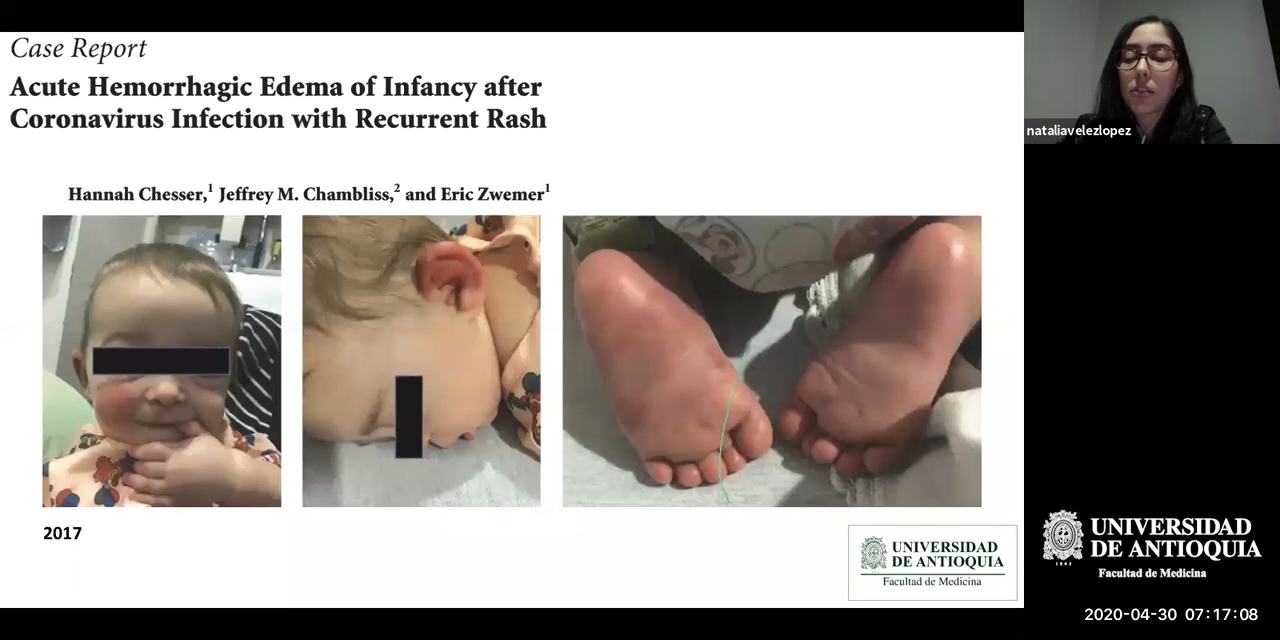 Case Report
Acute Hemorrhagic Edema of Infancy after
Coronavirus Infection with Recurrent Rash
Hannah Chesser,¹ Jeffrey M. Chambliss,² and Eric Zwemer¹
2017
UNIVERSIDAD
DE ANTIOQUIA
Facultad de Medicina
nataliavelezlopez
UNIVERSIDAD
DE ANTIOQUIA
1803
Facultad de Medicina
2020-04-30 07:17:08